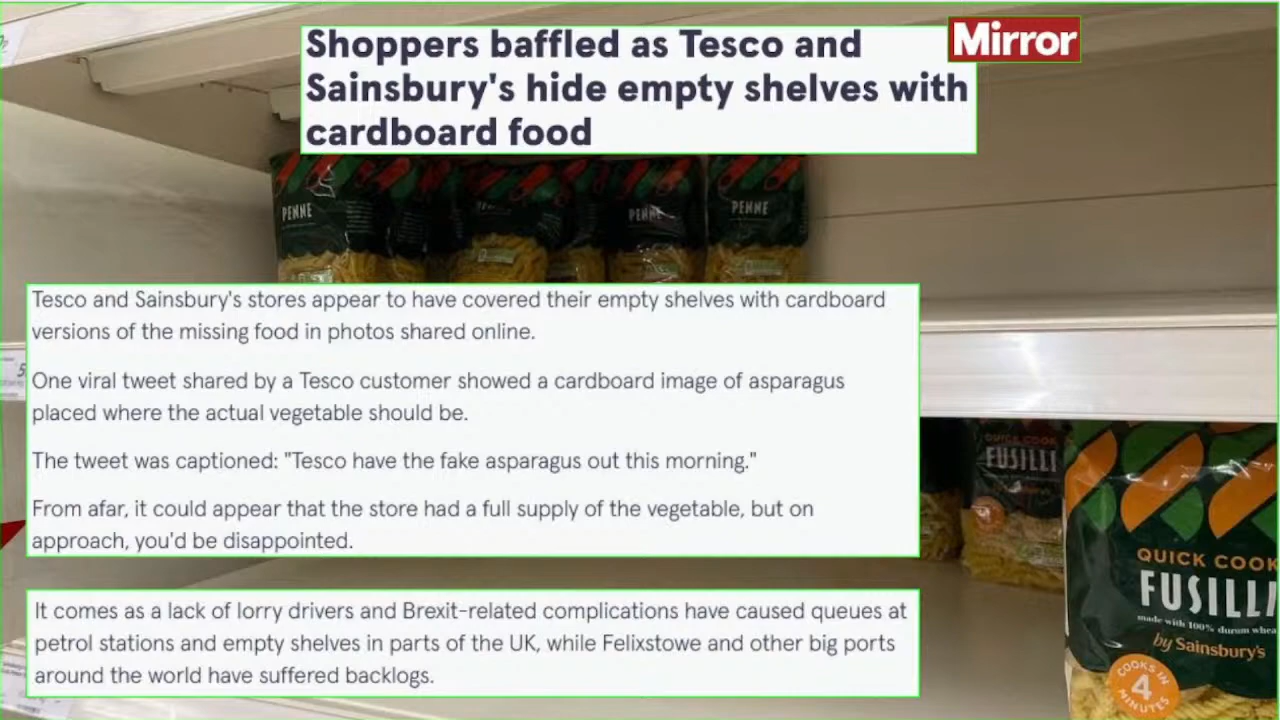 Mirror
Shoppers baffled as Tesco and
Sainsbury's hide empty shelves with
cardboard food
PENNE
PENNE
PENNE
Tesco and Sainsbury's stores appear to have covered their empty shelves with cardboard
versions of the missing food in photos shared online.
One viral tweet shared by a Tesco customer showed a cardboard image of asparagus
placed where the actual vegetable should be.
The tweet was captioned: "Tesco have the fake asparagus out this morning."
From afar, it could appear that the store had a full supply of the vegetable, but on
approach, you'd be disappointed.
It comes as a lack of lorry drivers and Brexit-related complications have caused queues at
petrol stations and empty shelves in parts of the UK, while Felixstowe and other big ports
around the world have suffered backlogs.
QUICK COOK
FUSILLI
QUICK COOK
FUSILLI
made with 100% durum whea
by Sainsbury's
COOKS IN
4
MINUTES